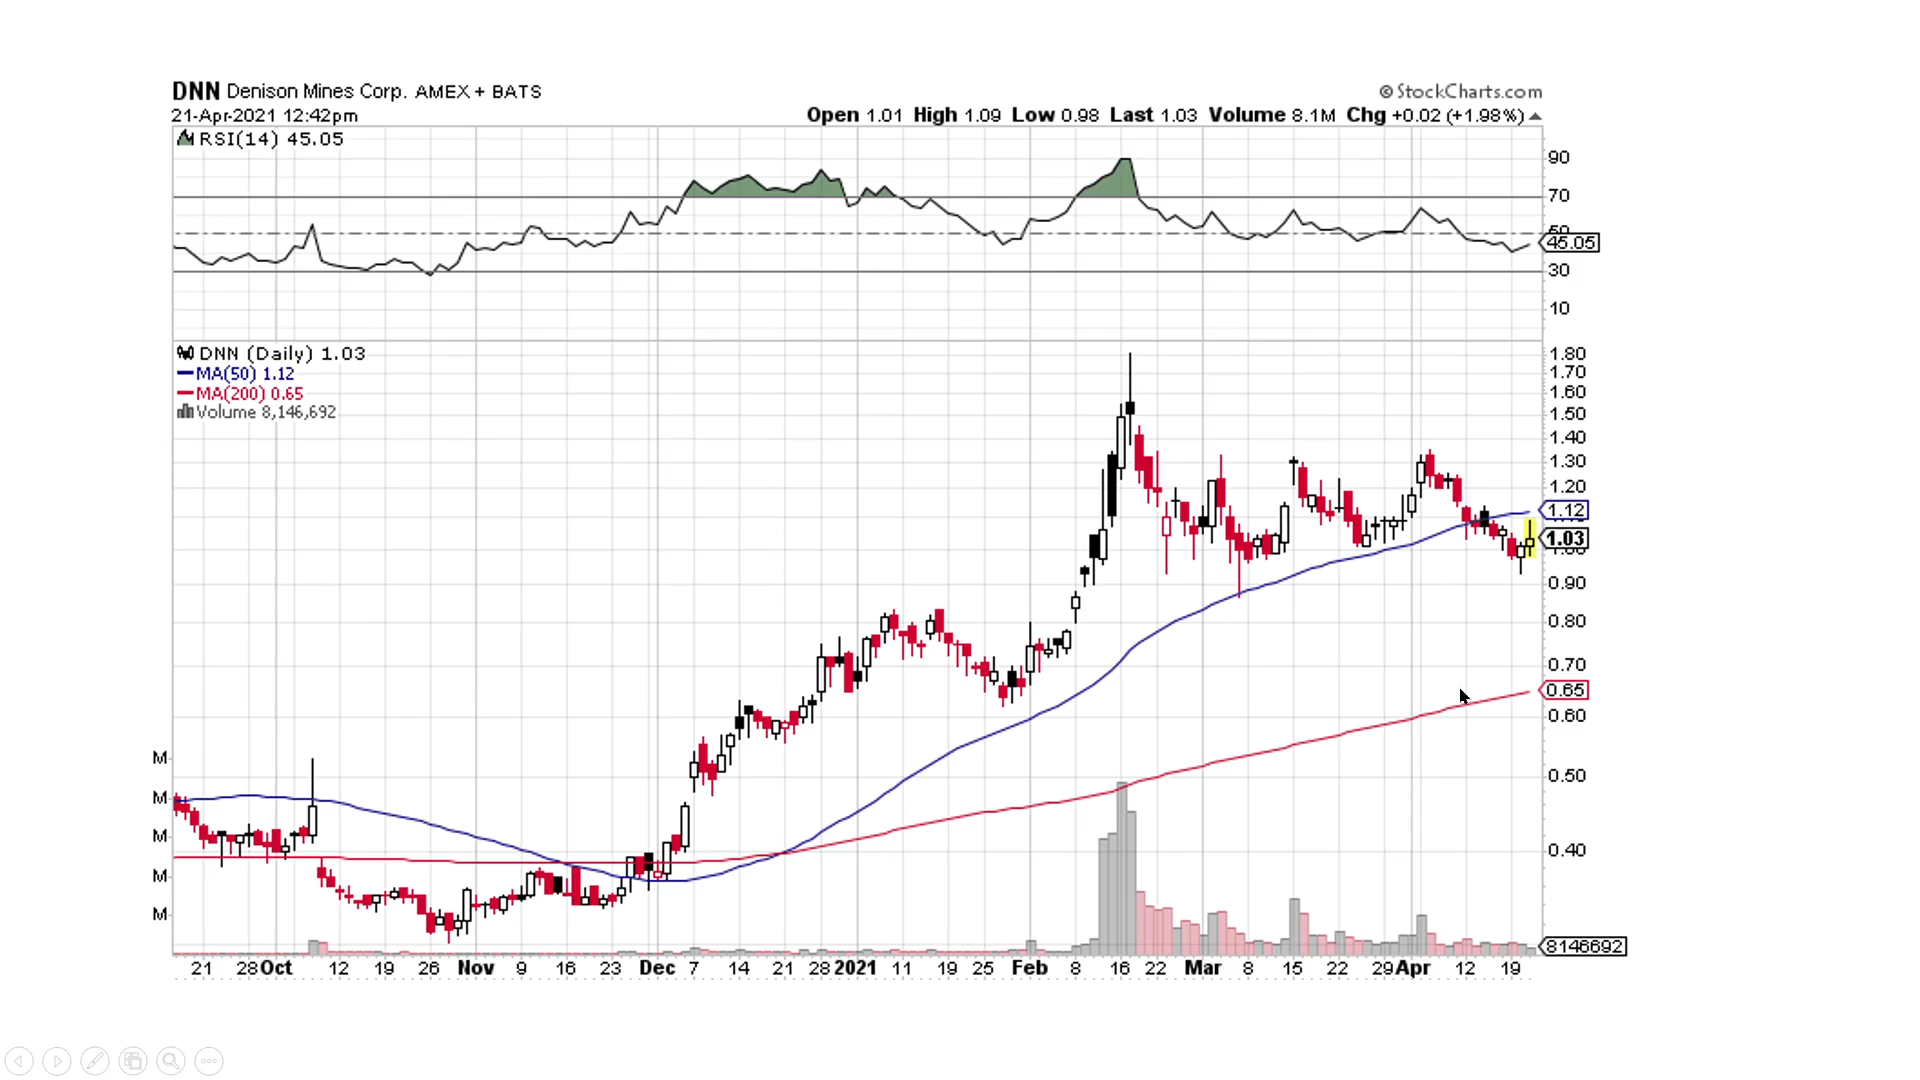 DNN Denison Mines Corp. AMEX + BATS
© StockCharts.com
21-Apr-2021 12:42pm
Open 1.01 High 1.09 Low 0.98 Last 1.03 Volume 8.1M Chg +0.02 (+1.98%)
RSI(14) 45.05
90
70
50
45.05
30
10
DNN (Daily) 1.03
MA(50) 1.12
MA(200) 0.65
Volume 8,146,692
1.80
1.70
1.60
1.50
1.40
1.30
1.20
1.12
1.03
1.00
0.90
0.80
0.70
0.65
0.60
0.50
0.40
M
M
M
M
M
8146692
21 28 Oct 12 19 26 Nov 9 16 23 Dec 7 14 21 28 2021 11 19 25 Feb 8 16 22 Mar 8 15 22 29 Apr 12 19